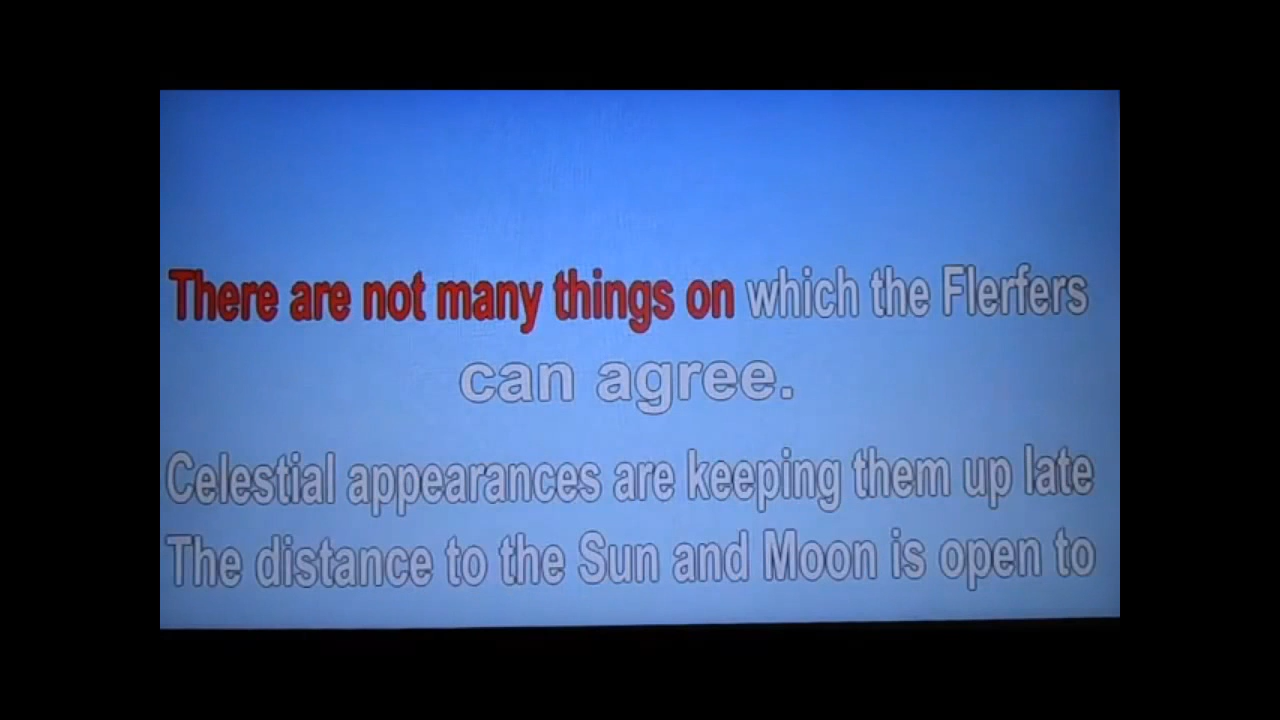 There are not many things on which the Flerfers
can agree.
Celestial appearances are keeping them up late
The distance to the Sun and Moon is open to